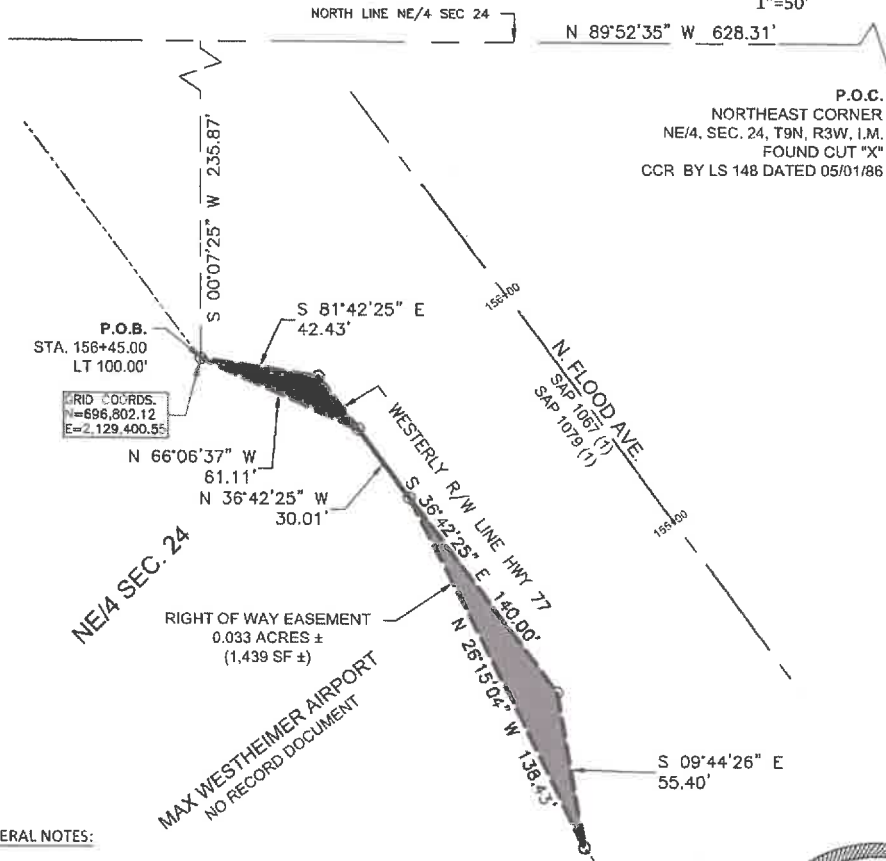 1"=50'
NORTH LINE NE/4 SEC 24
N 89°52'35" W 628.31'
P.O.C.
NORTHEAST CORNER
NE/4, SEC. 24, T9N, R3W, I.M.
FOUND CUT "X"
CCR BY LS 148 DATED 05/01/86
S 00°07'25" W 235.87'
156+00
S 81°42'25" E
42.43'
P.O.B.
STA. 156+45.00
LT 100.00'
GRID COORDS.
N=696,802.12
E=2,129,400.55
N. FLOOD AVE.
SAP 1067 (1)
SAP 1079 (1)
N 66°06'37" W
61.11'
N 36°42'25" W
30.01'
WESTERLY R/W LINE HWY 77
S 36°42'25" E 140.00'
155+00
NE/4 SEC. 24
RIGHT OF WAY EASEMENT
0.033 ACRES ±
(1,439 SF ±)
N 26°15'04" W 138.43'
MAX WESTHEIMER AIRPORT
NO RECORD DOCUMENT
S 09°44'26" E
55.40'
ERAL NOTES: